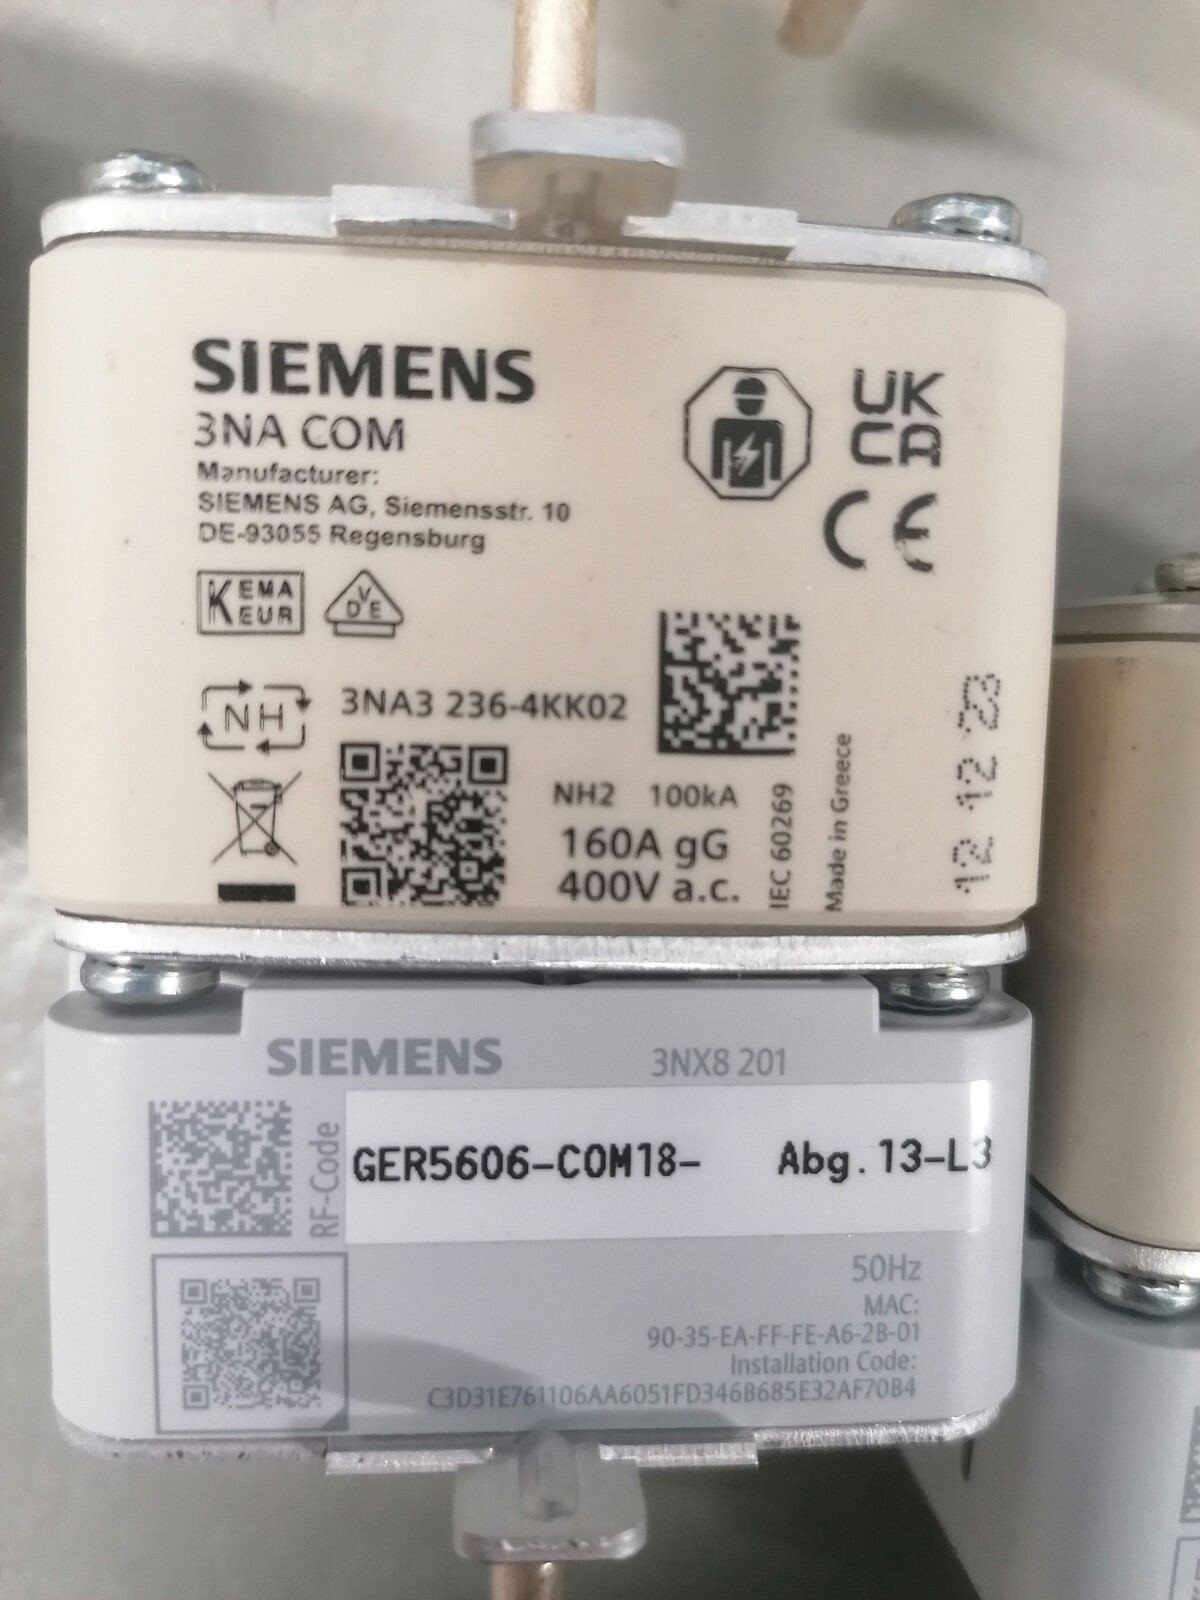 SIEMENS
3NA COM
Manufacturer:
SIEMENS AG, Siemensstr. 10
DE-93055 Regensburg
UK
CA
CE
KEMA
KEUR
VDE
NH
3NA3 236-4KK02
NH2 100kA
160A gG
400V a.c.
IEC 60269
Made in Greece
12 12 23
SIEMENS 3NX8 201
RF-Code
GER5606-COM18- Abg.13-L3
50Hz
MAC:
90-35-EA-FF-FE-A6-2B-01
Installation Code:
C3D31E761106AA6051FD346B685E32AF70B4